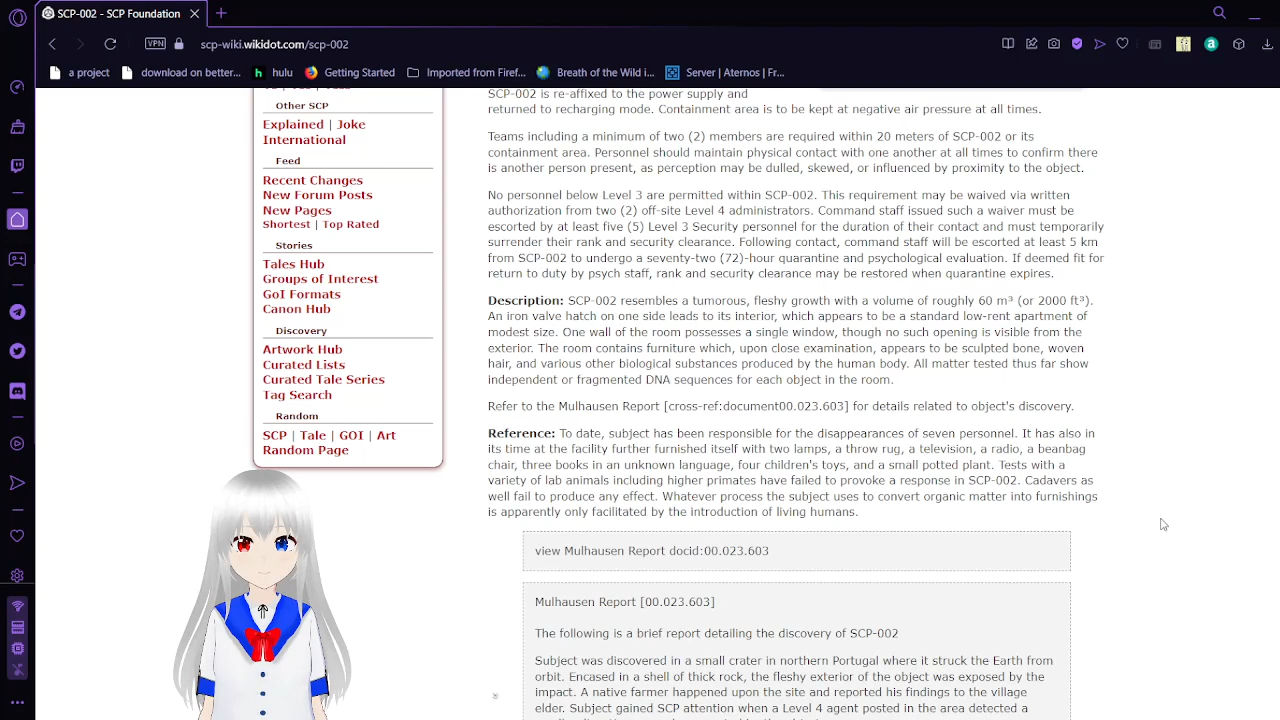 SCP-002 - SCP Foundation
VPN
scp-wiki.wikidot.com/scp-002
a project
download on better...
hulu
Getting Started
Imported from Firef...
Breath of the Wild i...
Server | Aternos | Fr...
Other SCP
Explained | Joke
International
Feed
Recent Changes
New Forum Posts
New Pages
Shortest | Top Rated
Stories
Tales Hub
Groups of Interest
GoI Formats
Canon Hub
Discovery
Artwork Hub
Curated Lists
Curated Tale Series
Tag Search
Random
SCP | Tale | GOI | Art
Random Page
SCP-002 is re-affixed to the power supply and
returned to recharging mode. Containment area is to be kept at negative air pressure at all times.
Teams including a minimum of two (2) members are required within 20 meters of SCP-002 or its
containment area. Personnel should maintain physical contact with one another at all times to confirm there
is another person present, as perception may be dulled, skewed, or influenced by proximity to the object.
No personnel below Level 3 are permitted within SCP-002. This requirement may be waived via written
authorization from two (2) off-site Level 4 administrators. Command staff issued such a waiver must be
escorted by at least five (5) Level 3 Security personnel for the duration of their contact and must temporarily
surrender their rank and security clearance. Following contact, command staff will be escorted at least 5 km
from SCP-002 to undergo a seventy-two (72)-hour quarantine and psychological evaluation. If deemed fit for
return to duty by psych staff, rank and security clearance may be restored when quarantine expires.
Description: SCP-002 resembles a tumorous, fleshy growth with a volume of roughly 60 m³ (or 2000 ft³).
An iron valve hatch on one side leads to its interior, which appears to be a standard low-rent apartment of
modest size. One wall of the room possesses a single window, though no such opening is visible from the
exterior. The room contains furniture which, upon close examination, appears to be sculpted bone, woven
hair, and various other biological substances produced by the human body. All matter tested thus far show
independent or fragmented DNA sequences for each object in the room.
Refer to the Mulhausen Report [cross-ref:document00.023.603] for details related to object's discovery.
Reference: To date, subject has been responsible for the disappearances of seven personnel. It has also in
its time at the facility further furnished itself with two lamps, a throw rug, a television, a radio, a beanbag
chair, three books in an unknown language, four children's toys, and a small potted plant. Tests with a
variety of lab animals including higher primates have failed to provoke a response in SCP-002. Cadavers as
well fail to produce any effect. Whatever process the subject uses to convert organic matter into furnishings
is apparently only facilitated by the introduction of living humans.
view Mulhausen Report docid:00.023.603
Mulhausen Report [00.023.603]
The following is a brief report detailing the discovery of SCP-002
Subject was discovered in a small crater in northern Portugal where it struck the Earth from
orbit. Encased in a shell of thick rock, the fleshy exterior of the object was exposed by the
impact. A native farmer happened upon the site and reported his findings to the village
elder. Subject gained SCP attention when a Level 4 agent posted in the area detected a